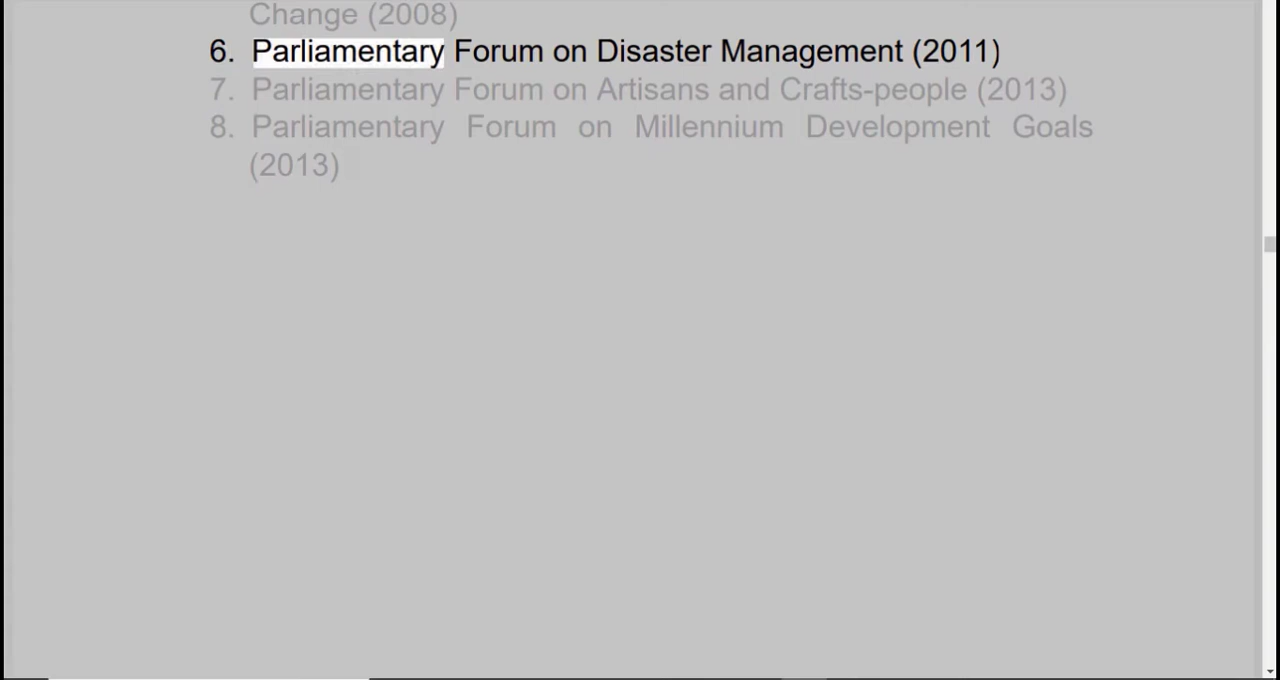 Change (2008)
6. Parliamentary Forum on Disaster Management (2011)
7. Parliamentary Forum on Artisans and Crafts-people (2013)
8. Parliamentary Forum on Millennium Development Goals
(2013)